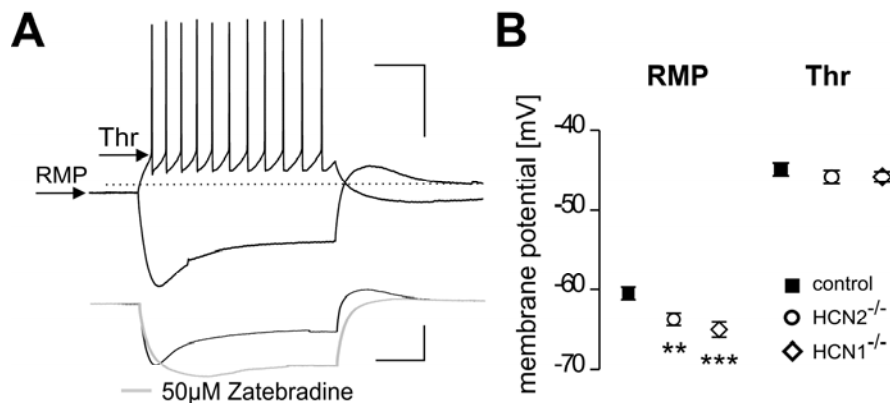 A
Thr
RMP
50µM Zatebradine
B
RMP Thr
membrane potential [mV]
-40
-50
-60
-70
** ***
control
HCN2-/-
HCN1-/-